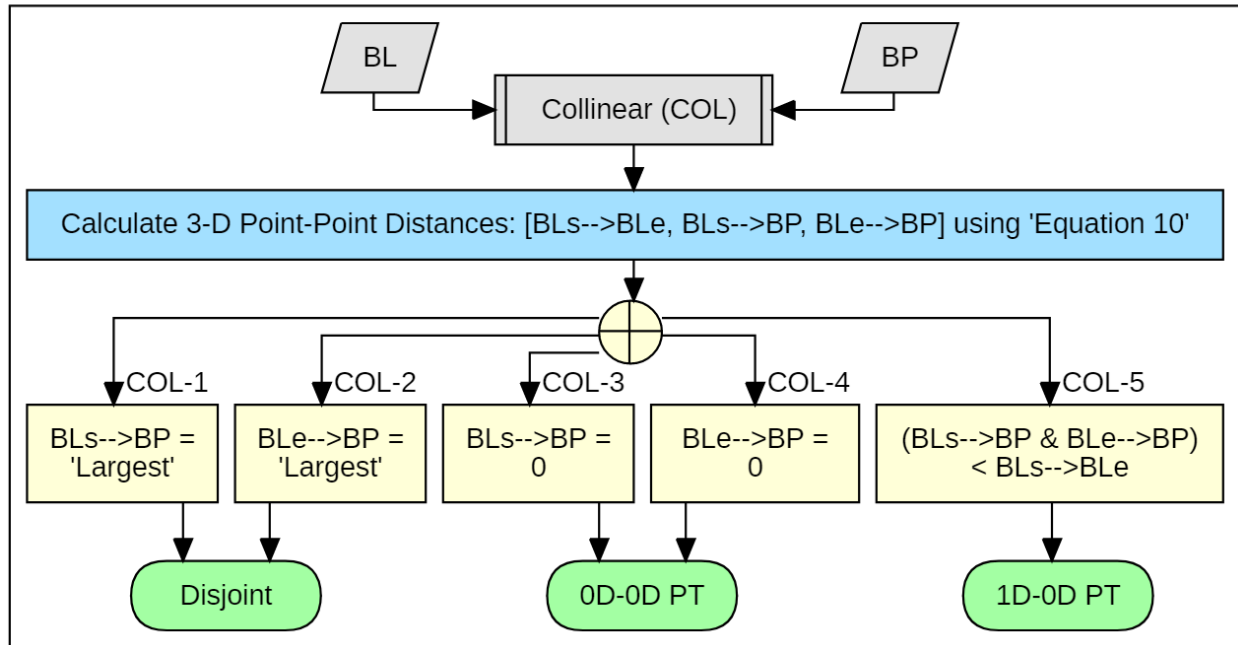 BL
BP
Collinear (COL)
Calculate 3-D Point-Point Distances: [BLs-->BLe, BLs-->BP, BLe-->BP] using 'Equation 10'
COL-1
COL-2
COL-3
COL-4
COL-5
BLs-->BP =
'Largest'
BLe-->BP =
'Largest'
BLs-->BP =
0
BLe-->BP =
0
(BLs-->BP & BLe-->BP)
< BLs-->BLe
Disjoint
0D-0D PT
1D-0D PT